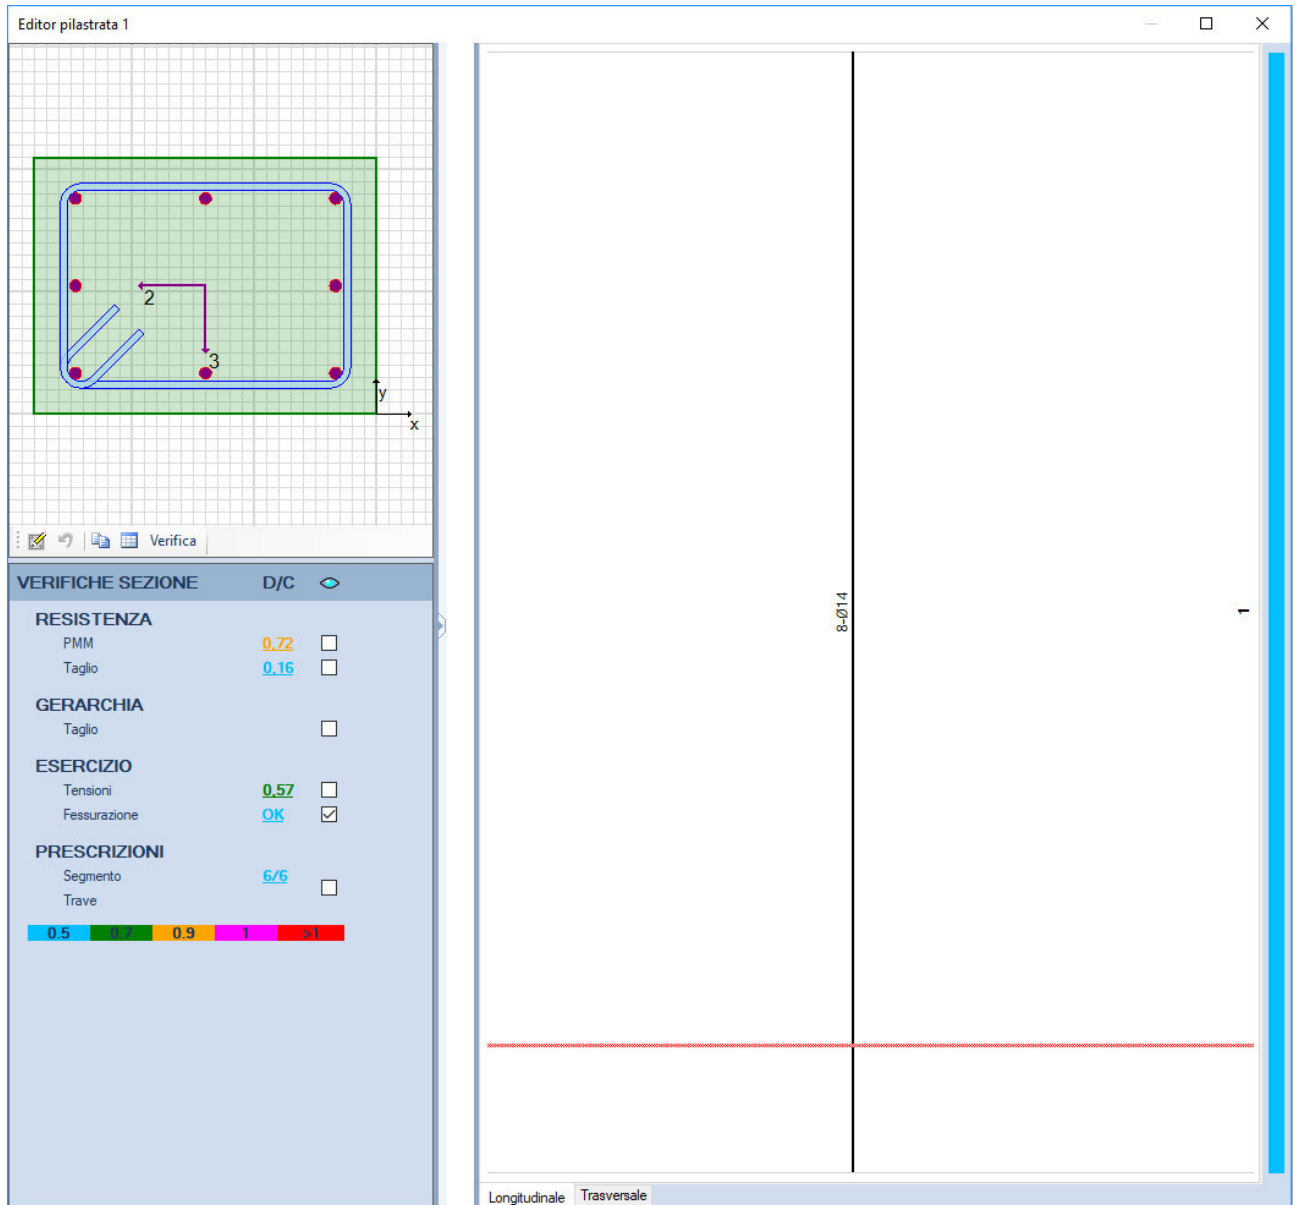 Editor pilastrata 1
2
3
y
x
Verifica
VERIFICHE SEZIONE D/C
RESISTENZA
PMM 0,72
Taglio 0,16
GERARCHIA
Taglio
ESERCIZIO
Tensioni 0,57
Fessurazione OK
PRESCRIZIONI
Segmento 6/6
Trave
0.5 0.7 0.9 1 >1
8-Ø14
1
Longitudinale Trasversale